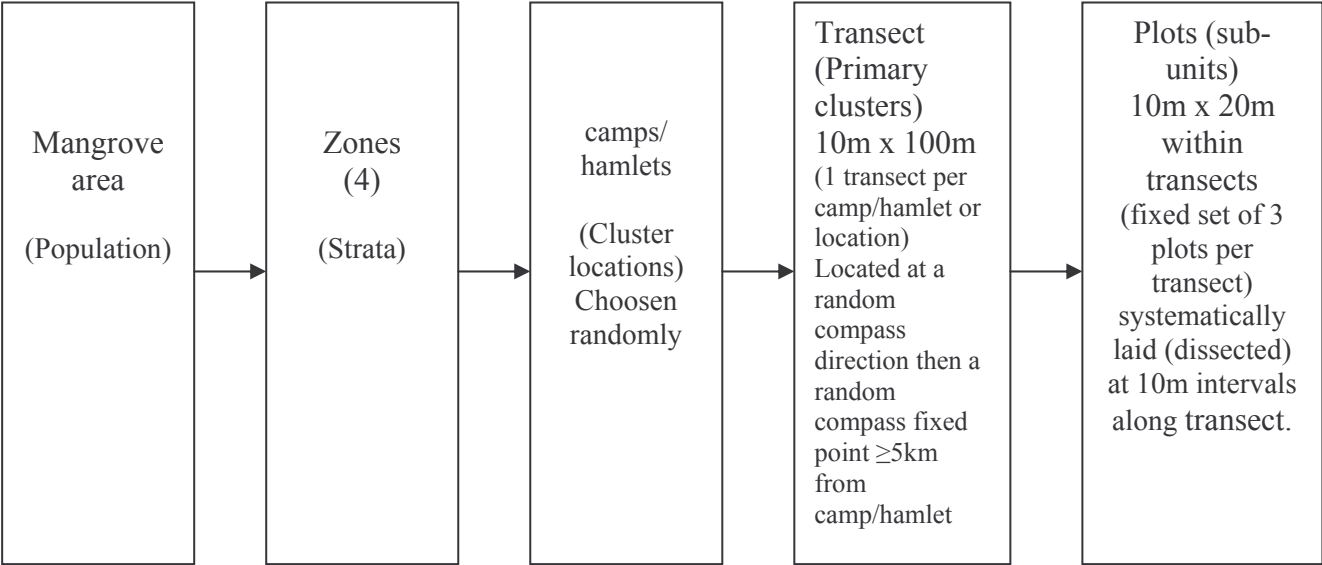 Mangrove
area
(Population)
Zones
(4)
(Strata)
camps/
hamlets
(Cluster
locations)
Choosen
randomly
Transect
(Primary
clusters)
10m x 100m
(1 transect per
camp/hamlet or
location)
Located at a
random
compass
direction then a
random
compass fixed
point ≥5km
from
camp/hamlet
Plots (sub-
units)
10m x 20m
within
transects
(fixed set of 3
plots per
transect)
systematically
laid (dissected)
at 10m intervals
along transect.